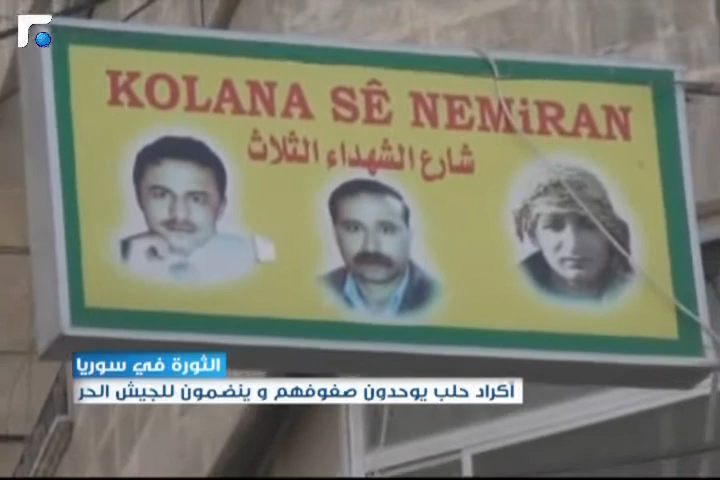 KOLANA SÊ NEMiRAN
شارع الشهداء الثلاث
الثورة في سوريا
أكراد حلب يوحدون صفوفهم و ينضمون للجيش الحر